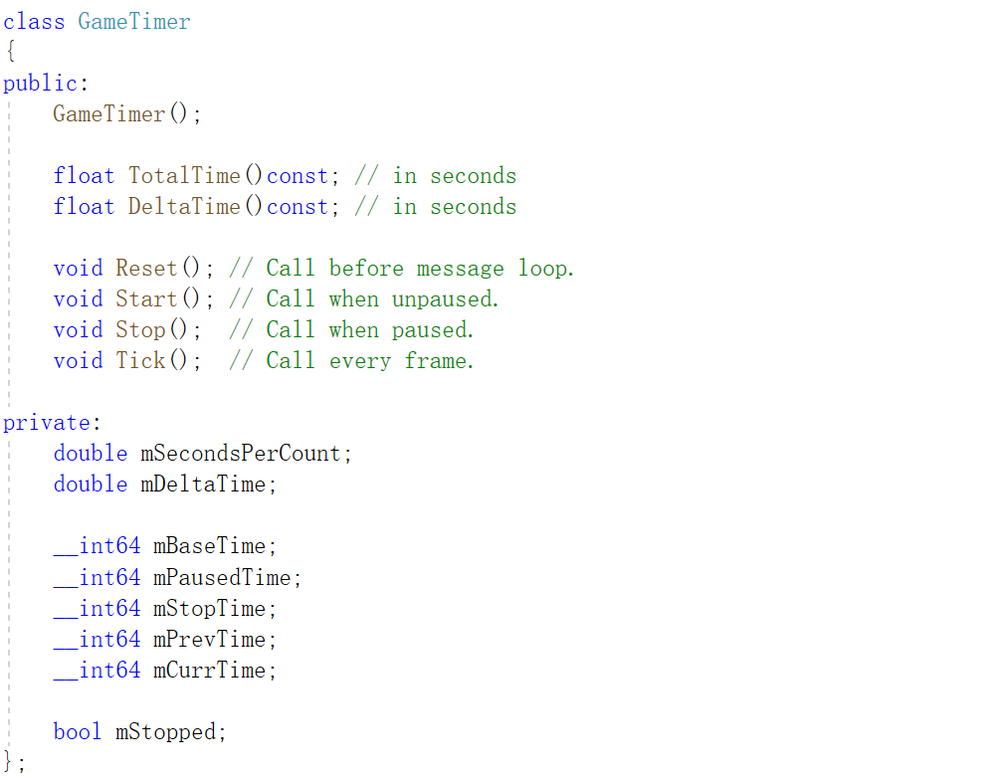 class GameTimer
{
public:
    GameTimer();

    float TotalTime()const; // in seconds
    float DeltaTime()const; // in seconds

    void Reset(); // Call before message loop.
    void Start(); // Call when unpaused.
    void Stop();  // Call when paused.
    void Tick();  // Call every frame.

private:
    double mSecondsPerCount;
    double mDeltaTime;

    __int64 mBaseTime;
    __int64 mPausedTime;
    __int64 mStopTime;
    __int64 mPrevTime;
    __int64 mCurrTime;

    bool mStopped;
};